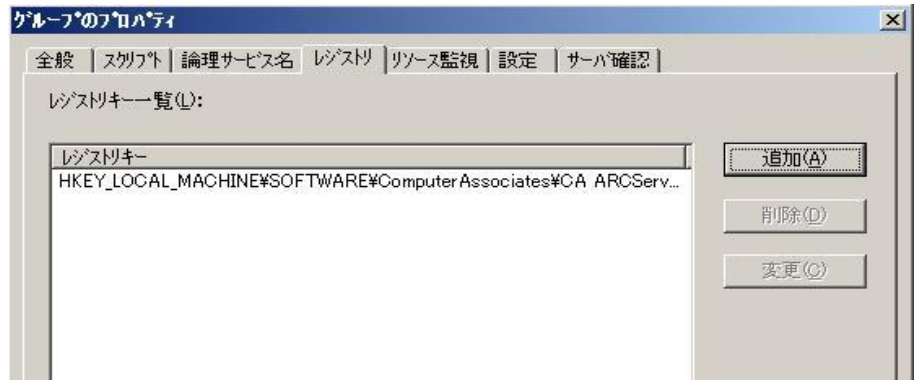 グループのプロパティ
全般 スクリプト 論理サービス名 レジストリ リソース監視 設定 サーバ確認
レジストリキー一覧(L):
レジストリキー
追加(A)
HKEY_LOCAL_MACHINE¥SOFTWARE¥ComputerAssociates¥CA ARCServ...
削除(D)
変更(C)